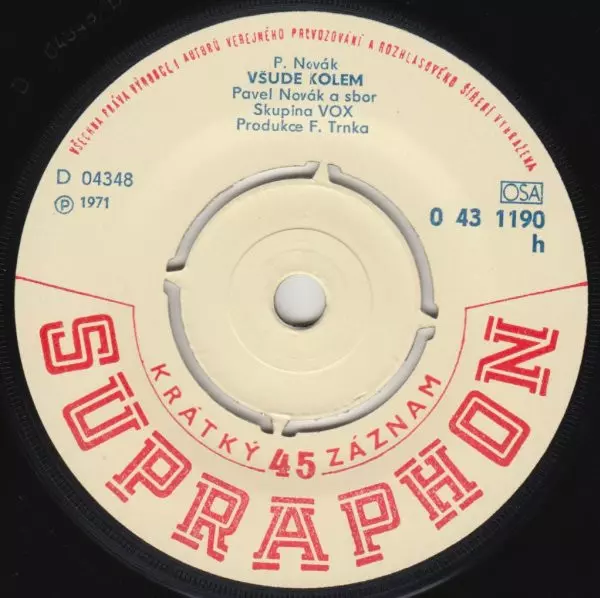 VŠECHNA PRÁVA VÝROBCE I AUTORŮ VEREJNÉHO PROVOZOVÁNÍ A ROZHLASOVÉHO ŠÍŘENÍ VYHRAZENA
P. Novák
VŠUDE KOLEM
Pavel Novák a sbor
Skupina VOX
Produkce F. Trnka
D 04348
Ⓟ 1971
OSA
0 43 1190
h
KRÁTKÝ 45 ZÁZNAM
SUPRAPHON